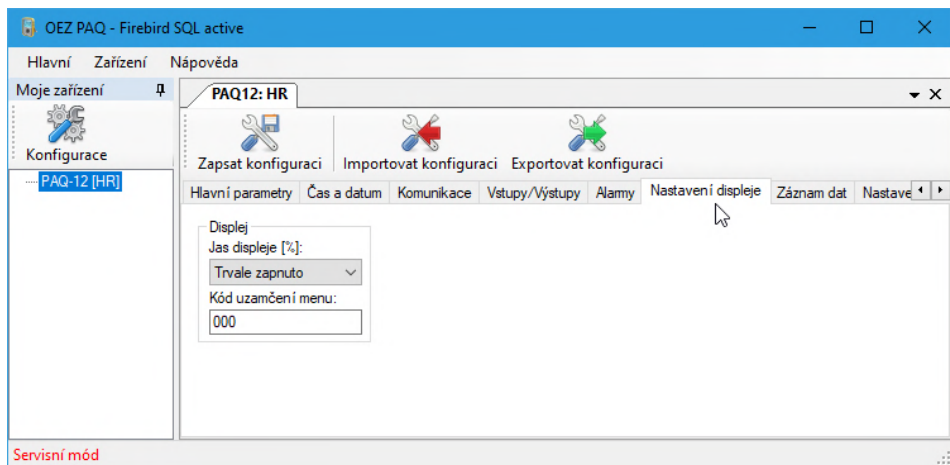 OEZ PAQ - Firebird SQL active
Hlavní Zařízení Nápověda
Moje zařízení
Konfigurace
PAQ-12 [HR]
PAQ12: HR
Zapsat konfiguraci Importovat konfiguraci Exportovat konfiguraci
Hlavní parametry Čas a datum Komunikace Vstupy/Výstupy Alarmy Nastavení displeje Záznam dat Nastave
Displej
Jas displeje [%]:
Trvale zapnuto
Kód uzamčení menu:
000
Servisní mód